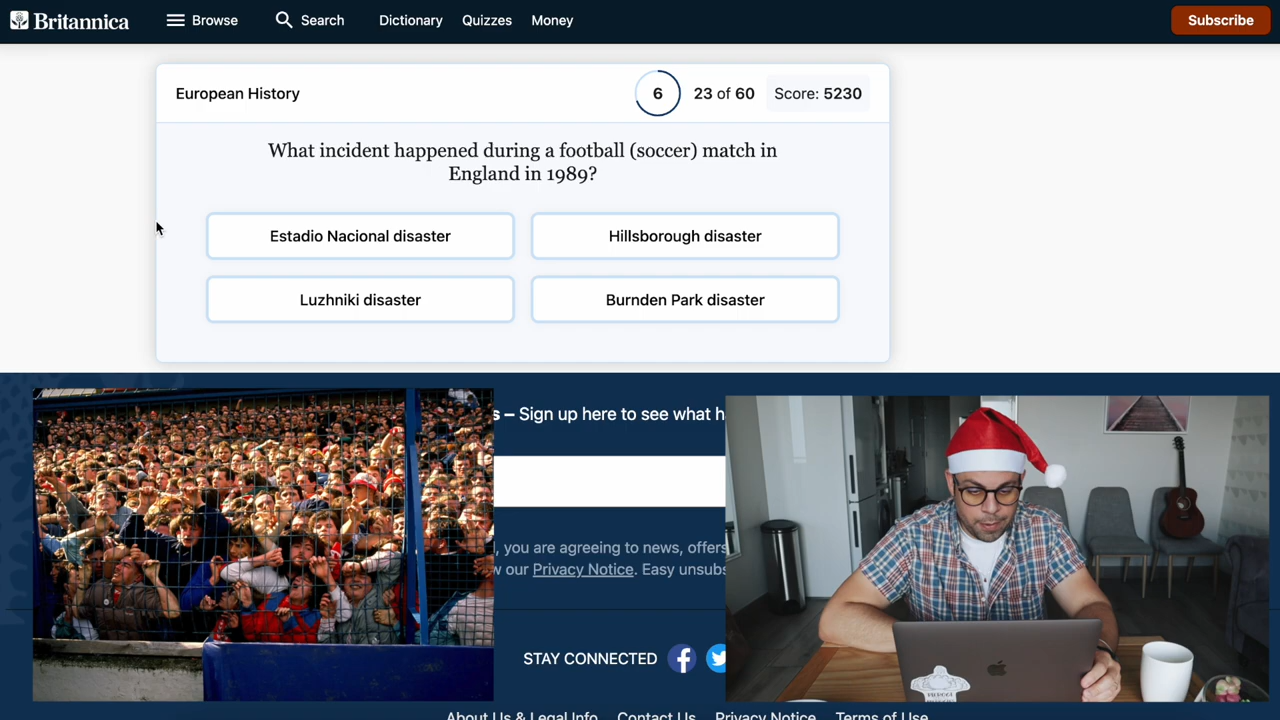 Britannica
Browse
Search
Dictionary
Quizzes
Money
Subscribe
European History
6
23 of 60
Score: 5230
What incident happened during a football (soccer) match in
England in 1989?
Estadio Nacional disaster
Hillsborough disaster
Luzhniki disaster
Burnden Park disaster
s – Sign up here to see what h
, you are agreeing to news, offers
w our Privacy Notice. Easy unsubs
STAY CONNECTED
About Us & Legal Info
Contact Us
Privacy Notice
Terms of Use